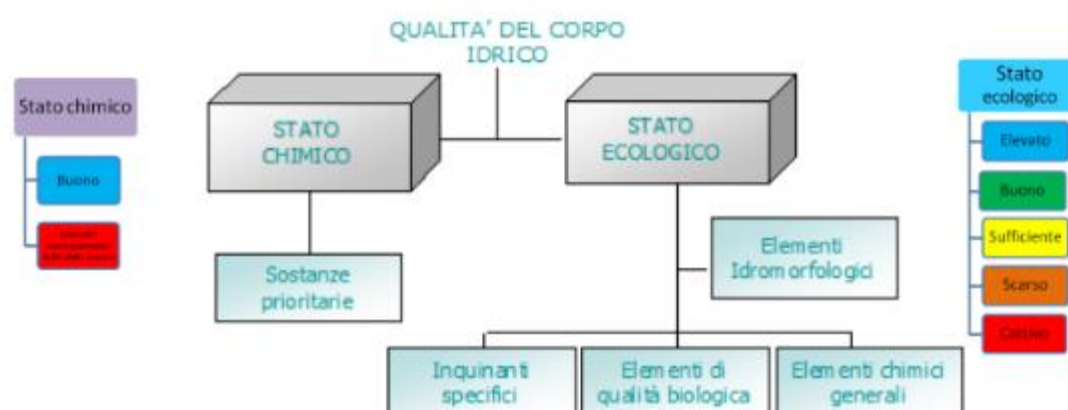 QUALITA’ DEL CORPO
IDRICO
Stato chimico
Buono
STATO
CHIMICO
STATO
ECOLOGICO
Stato
ecologico
Elevato
Buono
Sufficiente
Scarso
Cattivo
Sostanze
prioritarie
Elementi
Idromorfologici
Inquinanti
specifici
Elementi di
qualità biologica
Elementi chimici
generali